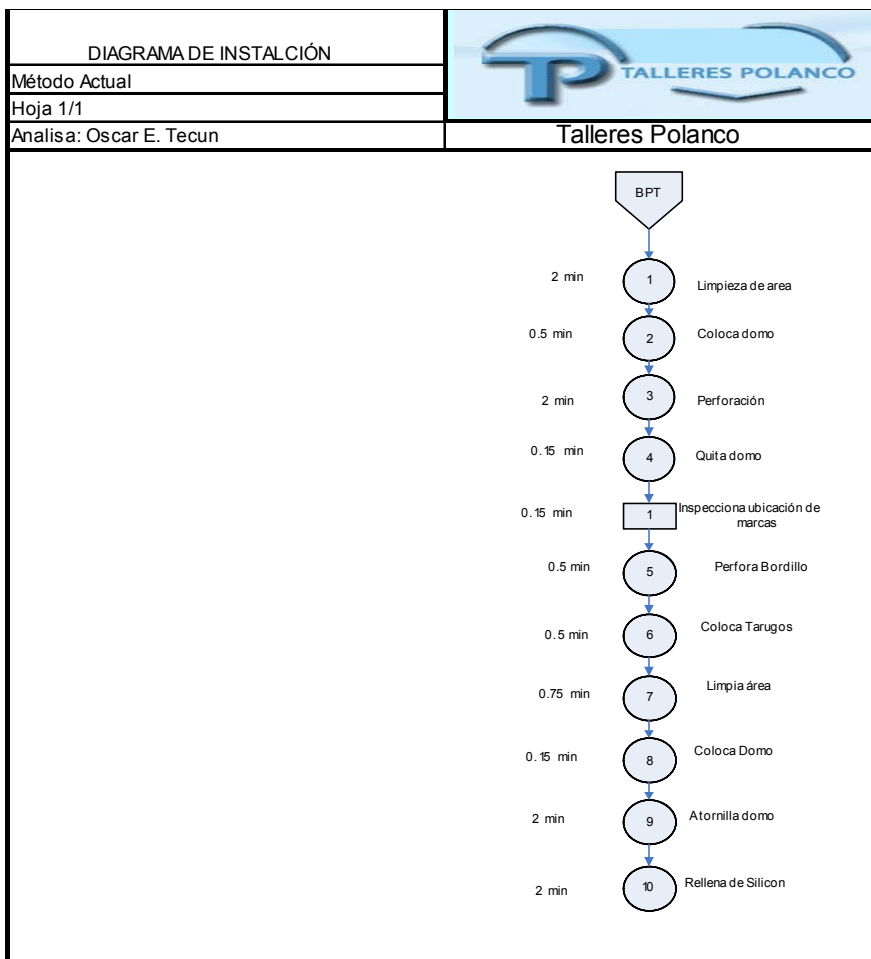 DIAGRAMA DE INSTALCIÓN
Método Actual
Hoja 1/1
Analisa: Oscar E. Tecun
TALLERES POLANCO
Talleres Polanco
BPT
2 min 1 Limpieza de area
0.5 min 2 Coloca domo
2 min 3 Perforación
0.15 min 4 Quita domo
0.15 min 1 Inspecciona ubicación de
marcas
0.5 min 5 Perfora Bordillo
0.5 min 6 Coloca Tarugos
0.75 min 7 Limpia área
0.15 min 8 Coloca Domo
2 min 9 Atornilla domo
2 min 10 Rellena de Silicon